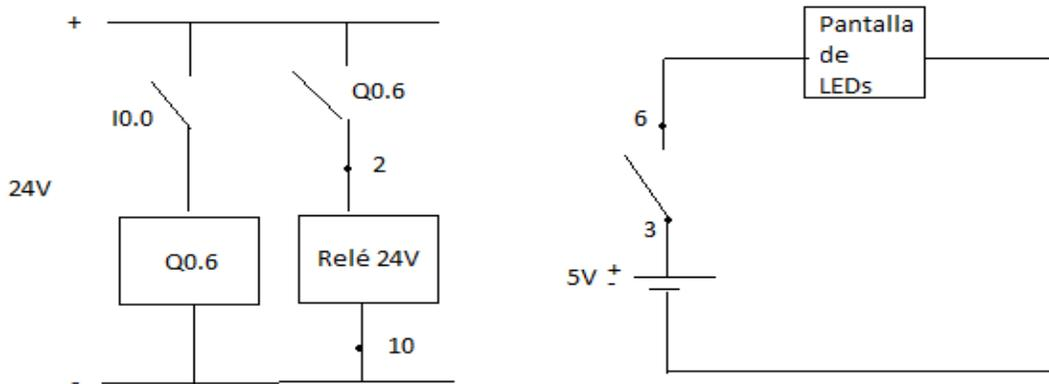 +
I0.0
Q0.6
2
24V
Q0.6
Relé 24V
10
-
Pantalla
de
LEDs
6
3
5V + -